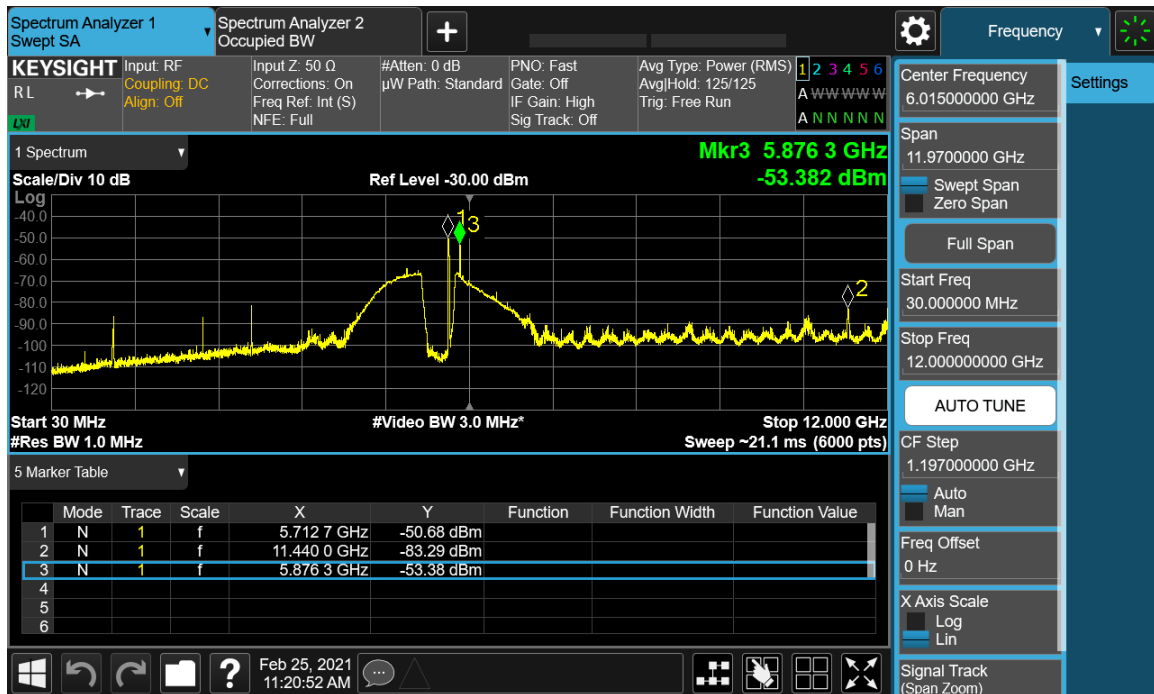 Spectrum Analyzer 1
Swept SA
Spectrum Analyzer 2
Occupied BW
Frequency
KEYSIGHT
R L
LXI
Input: RF
Coupling: DC
Align: Off
Input Z: 50 Ω
Corrections: On
Freq Ref: Int (S)
NFE: Full
#Atten: 0 dB
µW Path: Standard
PNO: Fast
Gate: Off
IF Gain: High
Sig Track: Off
Avg Type: Power (RMS)
Avg|Hold: 125/125
Trig: Free Run
1 2 3 4 5 6
A W W W W W
A N N N N N
1 Spectrum
Mkr3 5.876 3 GHz
Scale/Div 10 dB
Ref Level -30.00 dBm
-53.382 dBm
Log
-40.0
-50.0
-60.0
-70.0
-80.0
-90.0
-100
-110
-120
1
3
2
Start 30 MHz
#Video BW 3.0 MHz*
Stop 12.000 GHz
#Res BW 1.0 MHz
Sweep ~21.1 ms (6000 pts)
5 Marker Table
Mode Trace Scale X Y Function Function Width Function Value
1 N 1 f 5.712 7 GHz -50.68 dBm
2 N 1 f 11.440 0 GHz -83.29 dBm
3 N 1 f 5.876 3 GHz -53.38 dBm
4
5
6
Feb 25, 2021
11:20:52 AM
Center Frequency
6.015000000 GHz
Span
11.9700000 GHz
Swept Span
Zero Span
Full Span
Start Freq
30.000000 MHz
Stop Freq
12.000000000 GHz
AUTO TUNE
CF Step
1.197000000 GHz
Auto
Man
Freq Offset
0 Hz
X Axis Scale
Log
Lin
Signal Track
(Span Zoom)
Settings